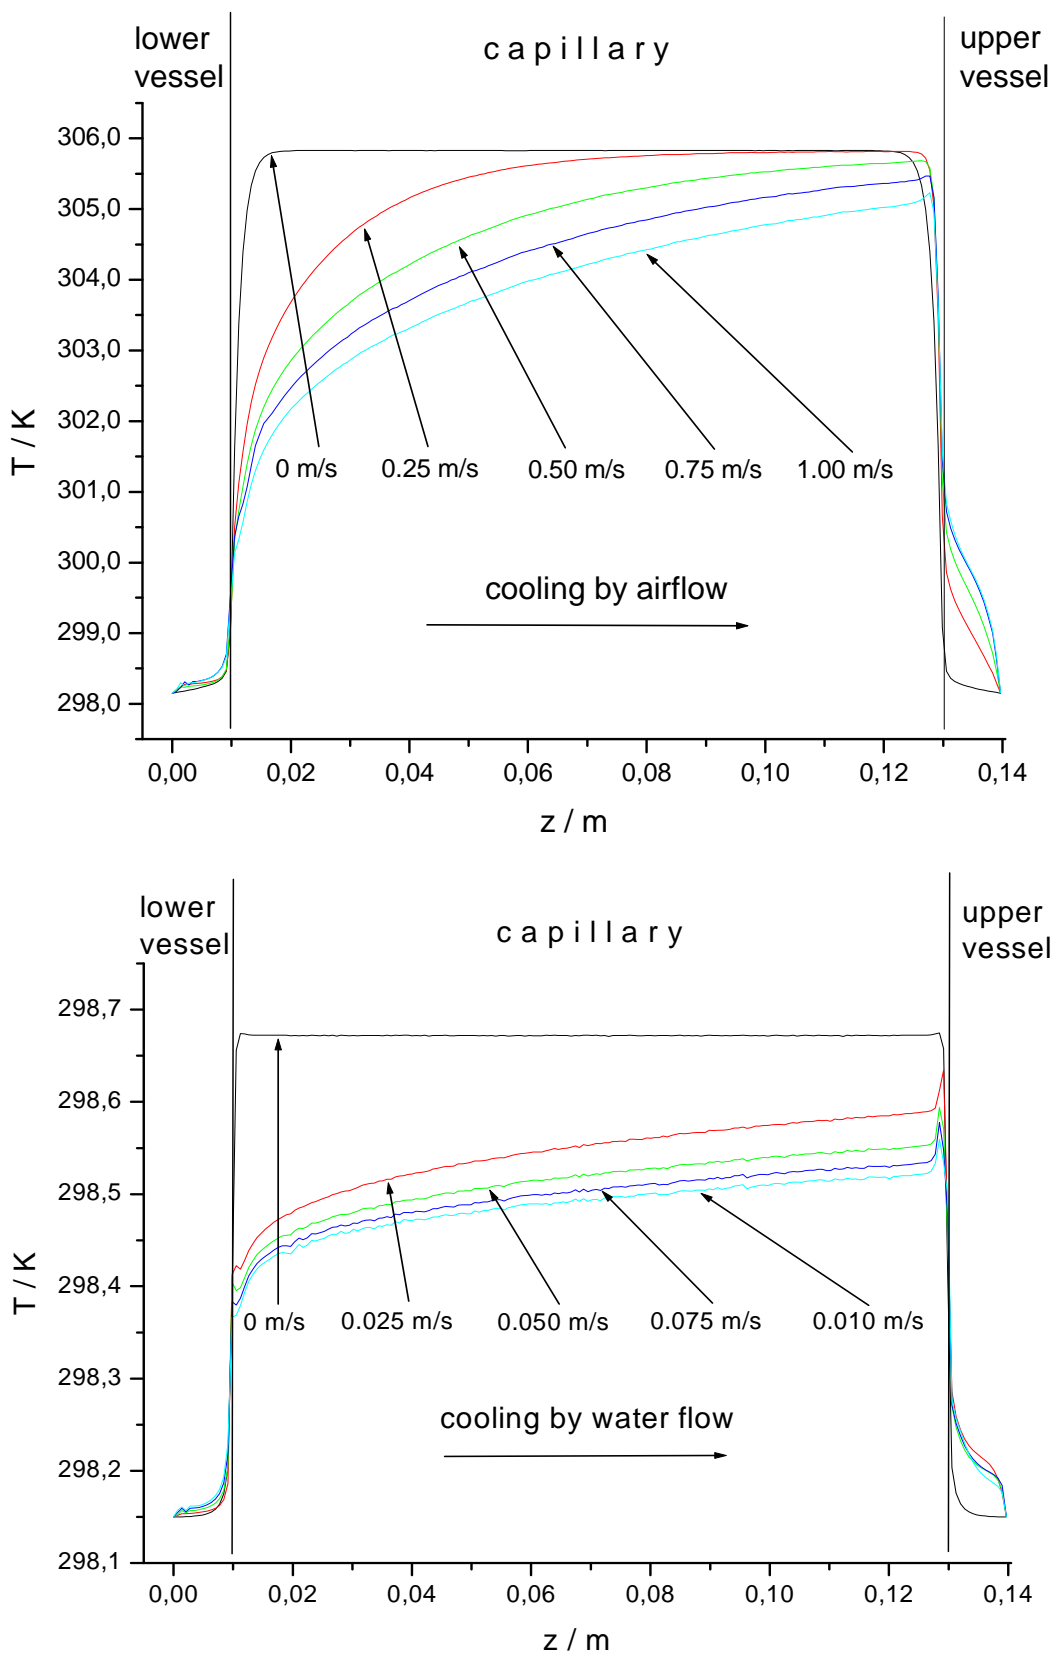 lower
vessel
capillary
upper
vessel
306,0
305,0
304,0
303,0
302,0
301,0
300,0
299,0
298,0
T / K
0 m/s
0.25 m/s
0.50 m/s
0.75 m/s
1.00 m/s
cooling by airflow
0,00
0,02
0,04
0,06
0,08
0,10
0,12
0,14
z / m
lower
vessel
capillary
upper
vessel
298,7
298,6
298,5
298,4
298,3
298,2
298,1
T / K
0 m/s
0.025 m/s
0.050 m/s
0.075 m/s
0.010 m/s
cooling by water flow
0,00
0,02
0,04
0,06
0,08
0,10
0,12
0,14
z / m